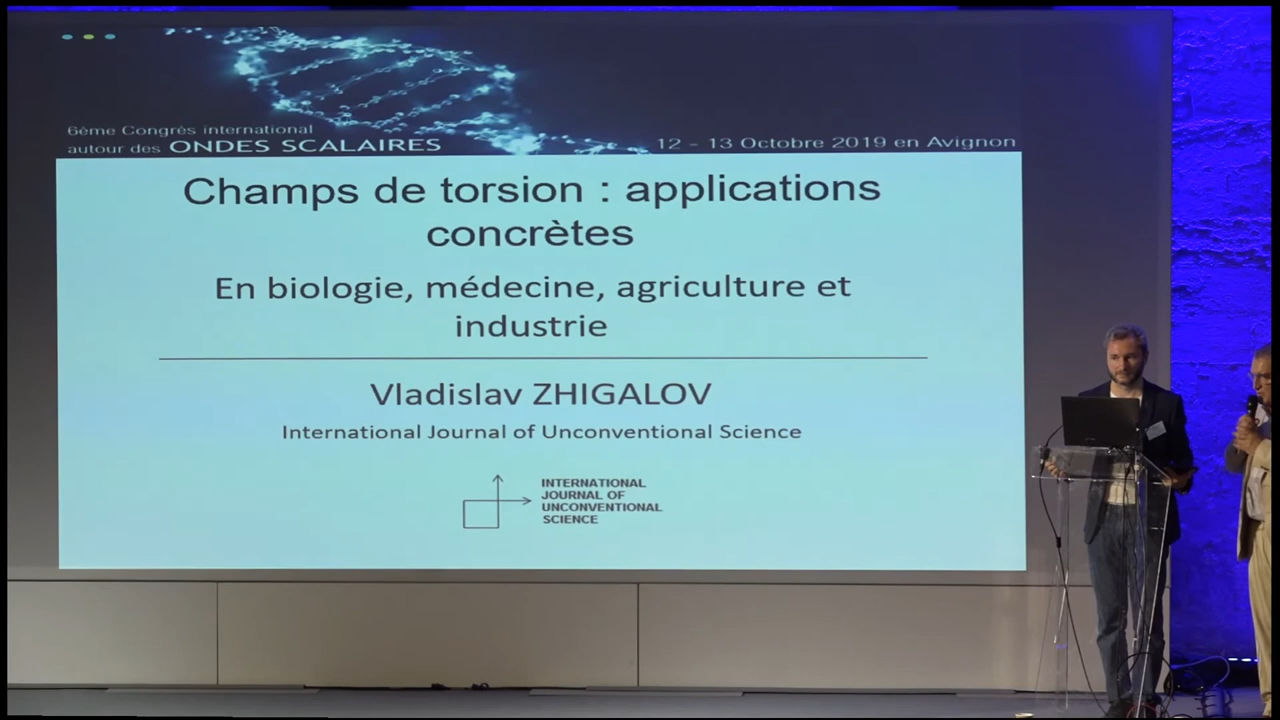 6ème Congrès international
autour des ONDES SCALAIRES
12 - 13 Octobre 2019 en Avignon
Champs de torsion : applications
concrètes
En biologie, médecine, agriculture et
industrie
Vladislav ZHIGALOV
International Journal of Unconventional Science
INTERNATIONAL
JOURNAL OF
UNCONVENTIONAL
SCIENCE